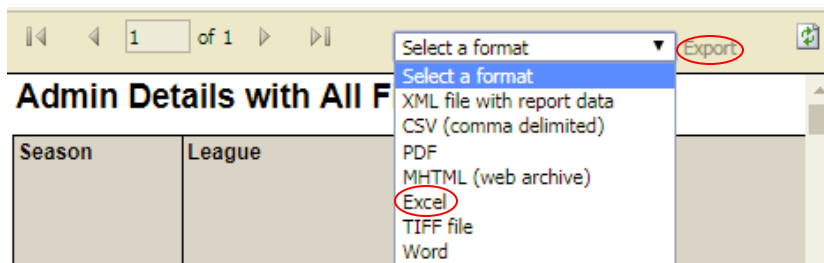 1 of 1
Select a format
Export
Select a format
Admin Details with All F
XML file with report data
CSV (comma delimited)
Season
League
PDF
MHTML (web archive)
Excel
TIFF file
Word